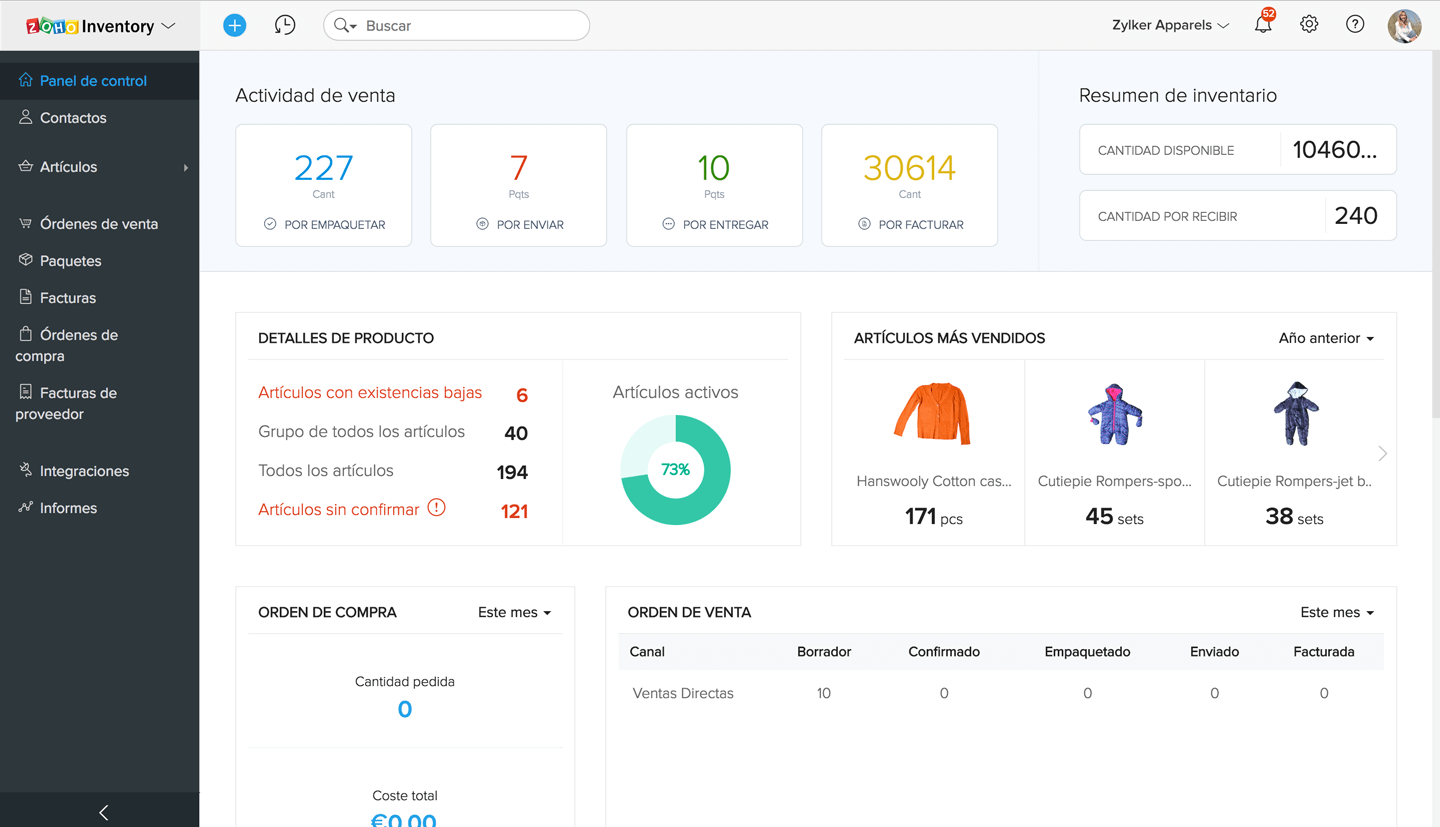 ZOHO Inventory
Buscar
Zylker Apparels
52
Panel de control
Contactos
Artículos
Órdenes de venta
Paquetes
Facturas
Órdenes de
compra
Facturas de
proveedor
Integraciones
Informes
Actividad de venta
227
Cant
POR EMPAQUETAR
7
Pqts
POR ENVIAR
10
Pqts
POR ENTREGAR
30614
Cant
POR FACTURAR
Resumen de inventario
CANTIDAD DISPONIBLE 10460...
CANTIDAD POR RECIBIR 240
DETALLES DE PRODUCTO
Artículos con existencias bajas 6
Grupo de todos los artículos 40
Todos los artículos 194
Artículos sin confirmar 121
Artículos activos
73%
ARTÍCULOS MÁS VENDIDOS Año anterior
Hanswooly Cotton cas...
171 pcs
Cutiepie Rompers-spo...
45 sets
Cutiepie Rompers-jet b..
38 sets
ORDEN DE COMPRA Este mes
Cantidad pedida
0
Coste total
€0.00
ORDEN DE VENTA Este mes
Canal Borrador Confirmado Empaquetado Enviado Facturada
Ventas Directas 10 0 0 0 0